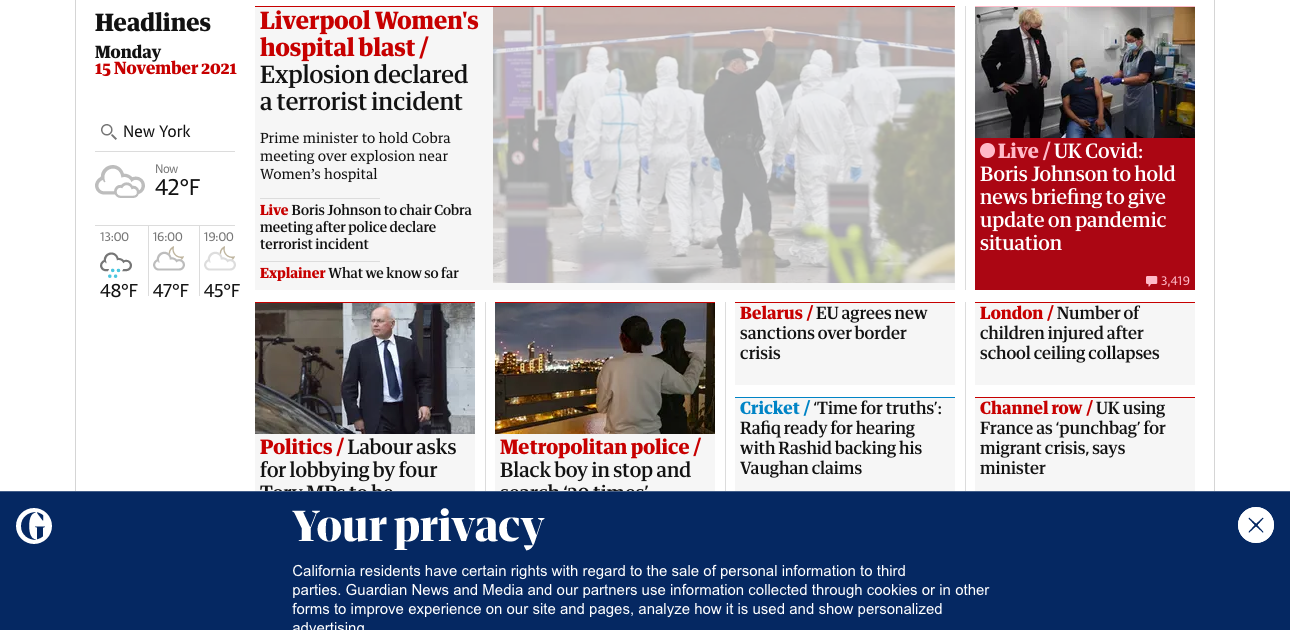 Headlines
Monday
15 November 2021
New York
Now
42°F
13:00
16:00
19:00
48°F
47°F
45°F
Liverpool Women's
hospital blast /
Explosion declared
a terrorist incident
Prime minister to hold Cobra
meeting over explosion near
Women’s hospital
Live Boris Johnson to chair Cobra
meeting after police declare
terrorist incident
Explainer What we know so far
Live / UK Covid:
Boris Johnson to hold
news briefing to give
update on pandemic
situation
3,419
Politics / Labour asks
for lobbying by four
Tory MPs to be
Metropolitan police /
Black boy in stop and
search ‘30 times’
Belarus / EU agrees new
sanctions over border
crisis
Cricket / ‘Time for truths’:
Rafiq ready for hearing
with Rashid backing his
Vaughan claims
London / Number of
children injured after
school ceiling collapses
Channel row / UK using
France as ‘punchbag’ for
migrant crisis, says
minister
Your privacy
California residents have certain rights with regard to the sale of personal information to third
parties. Guardian News and Media and our partners use information collected through cookies or in other
forms to improve experience on our site and pages, analyze how it is used and show personalized
advertising.